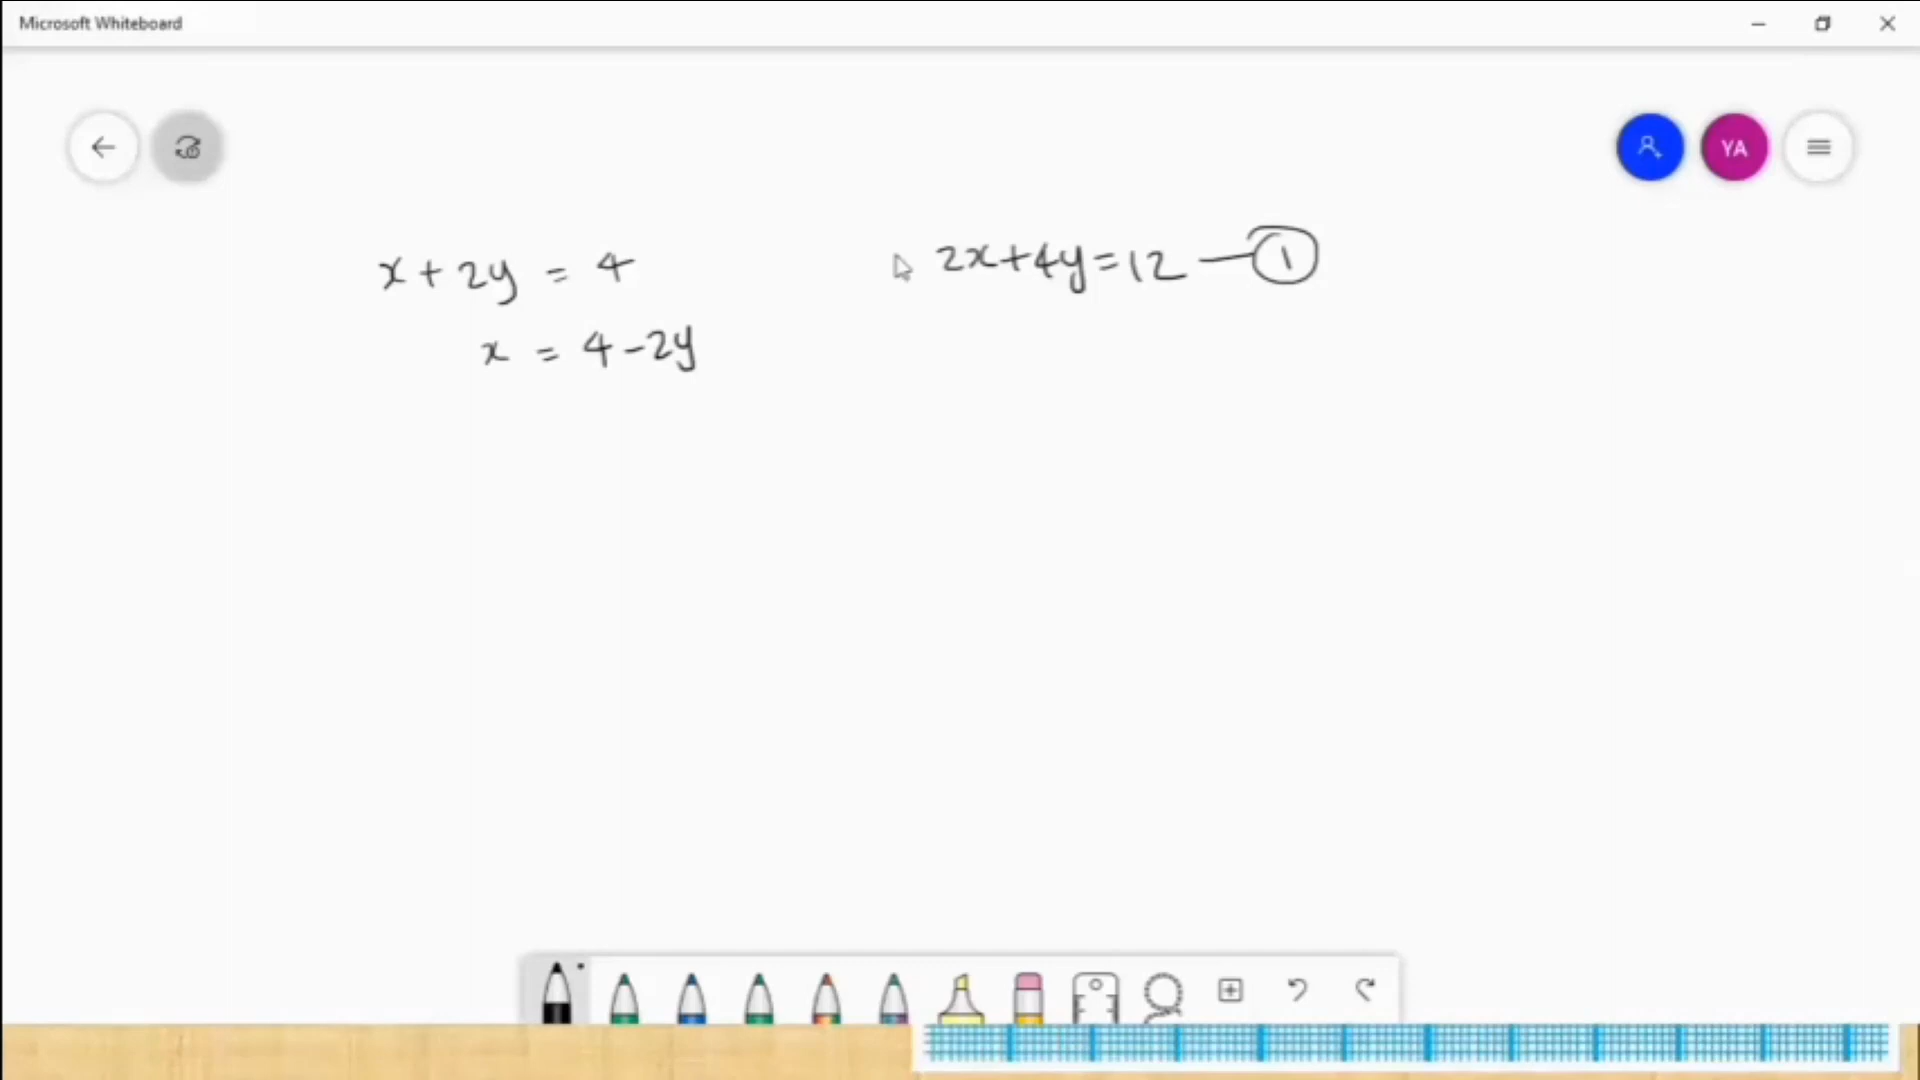 Microsoft Whiteboard
YA
x + 2y = 4
x = 4 - 2y
2x+4y=12 — ①